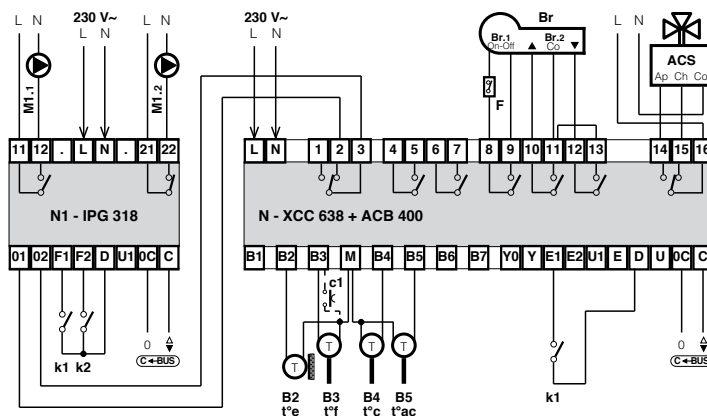 L N 230 V~ L N 230 V~ Br L N
L N L N
Br.1 Br.2
On-Off ▲ Co ▼
ACS
M1.1 M1.2 F Ap Ch Co
11 12 . L N . 21 22 L N 1 2 3 4 5 6 7 8 9 10 11 12 13 14 15 16
N1 - IPG 318 N - XCC 638 + ACB 400
01 02 F1 F2 D U1 0C C B1 B2 B3 M B4 B5 B6 B7 Y0 Y E1 E2 U1 E D U 0C C
c1
0 0
k1 k2 C BUS T T T T k1 C BUS
B2 B3 B4 B5
t°e t°f t°c t°ac